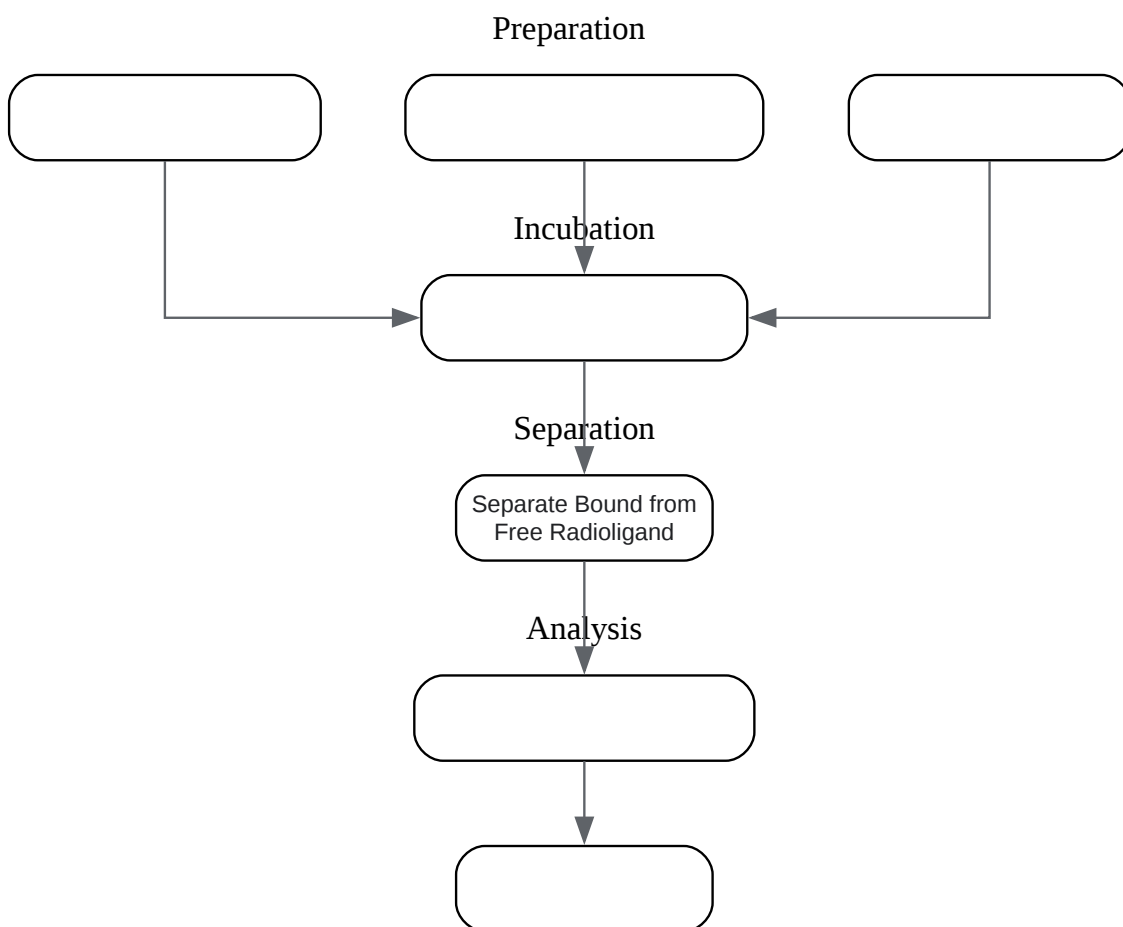 Preparation
Incubation
Separation
Separate Bound from
Free Radioligand
Analysis